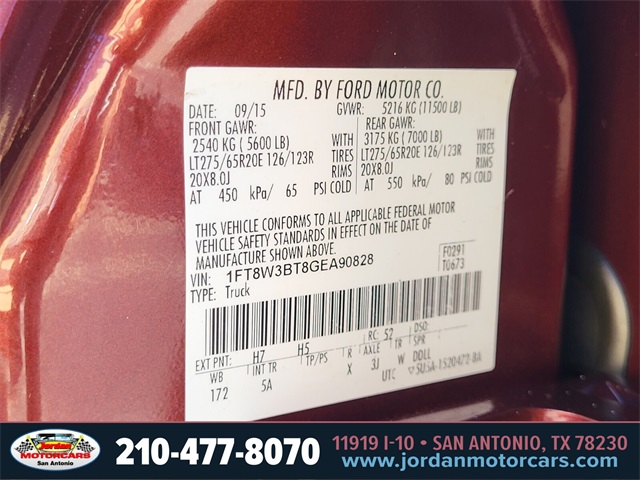 MFD. BY FORD MOTOR CO.
DATE: 09/15 GVWR: 5216 KG (11500 LB)
FRONT GAWR: REAR GAWR:
2540 KG ( 5600 LB) WITH 3175 KG ( 7000 LB) WITH
LT275/65R20E 126/123R TIRES LT275/65R20E 126/123R TIRES
20X8.0J RIMS 20X8.0J RIMS
AT 450 kPa/ 65 PSI COLD AT 550 kPa/ 80 PSI COLD
THIS VEHICLE CONFORMS TO ALL APPLICABLE FEDERAL MOTOR
VEHICLE SAFETY STANDARDS IN EFFECT ON THE DATE OF
MANUFACTURE SHOWN ABOVE.
VIN: 1FT8W3BT8GEA90828 F0291
TYPE: Truck T0673
RC: 52 DSO:
EXT PNT: H7 H5 R AXLE TR SPR
WB INT TR TP/PS
172 5A X 3J W DDLL
UTC ▽5U5A-1520472-BA
Jordan
MOTORCARS
San Antonio
210-477-8070
11919 I-10 • SAN ANTONIO, TX 78230
www.jordanmotorcars.com